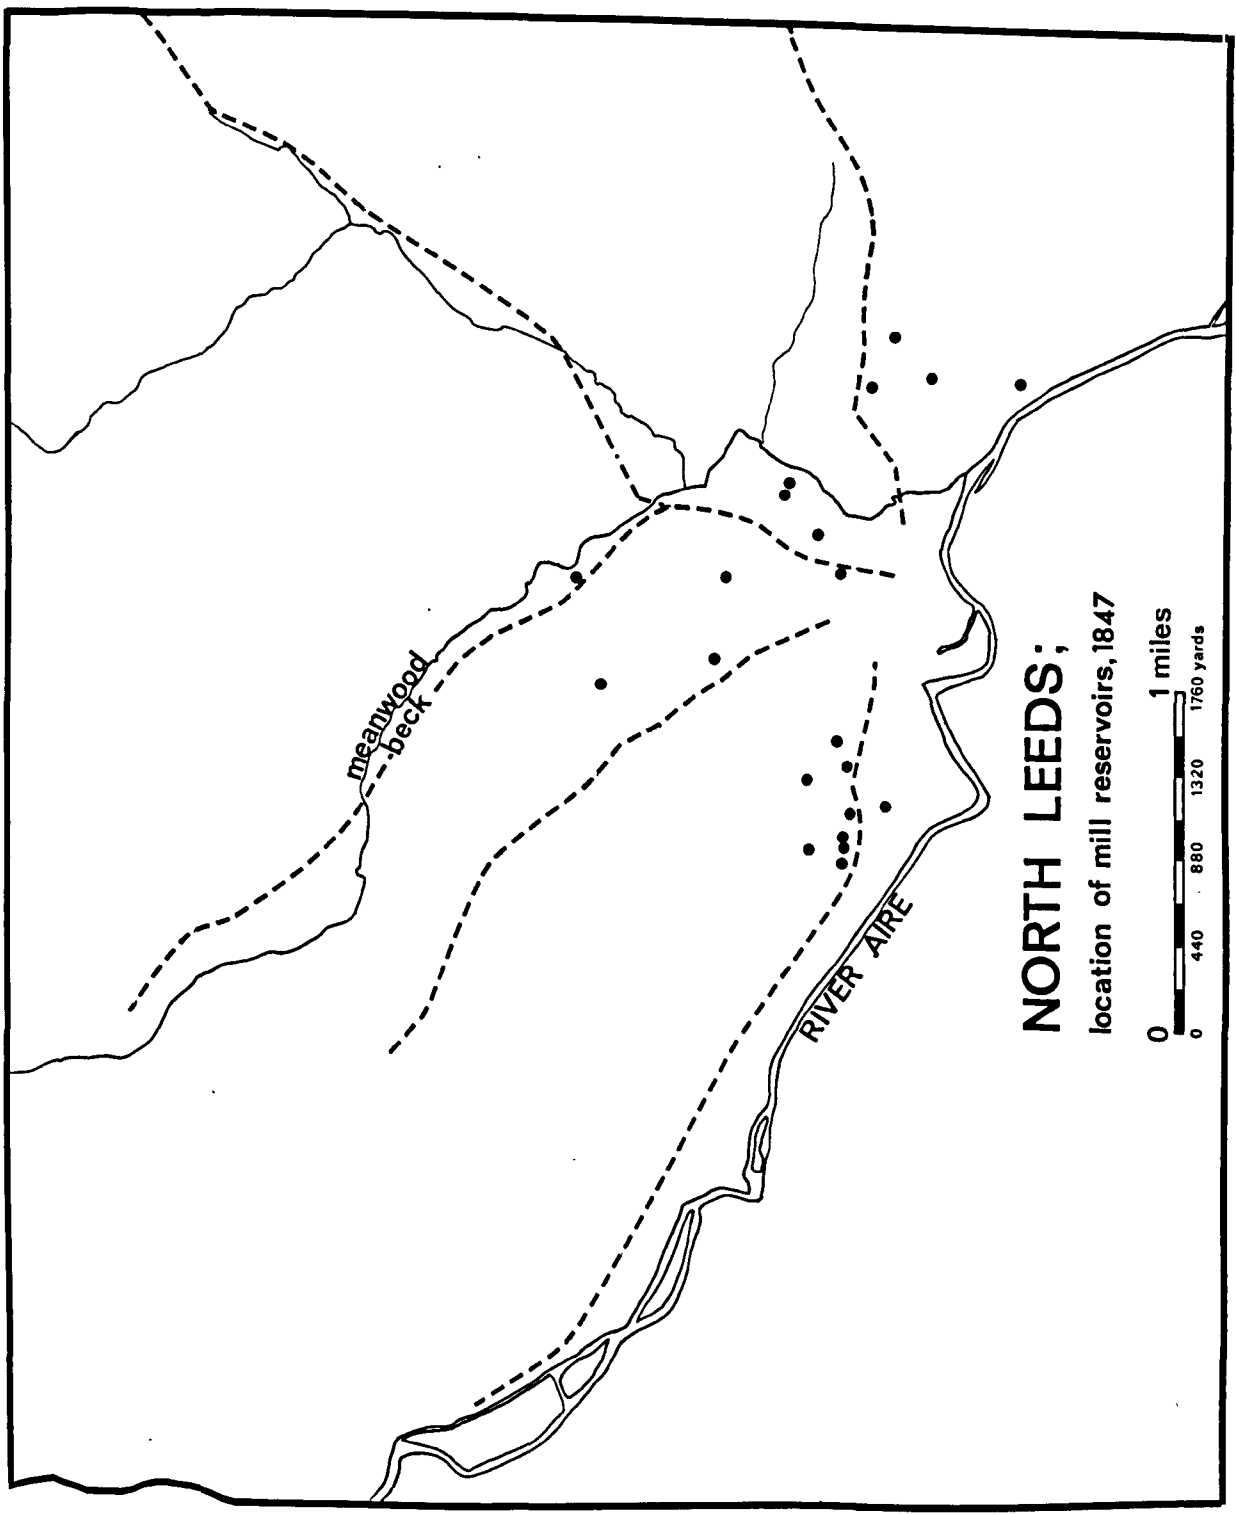 meanwood
beck
RIVER AIRE
NORTH LEEDS;
location of mill reservoirs, 1847
0 1 miles
0 440 880 1320 1760 yards